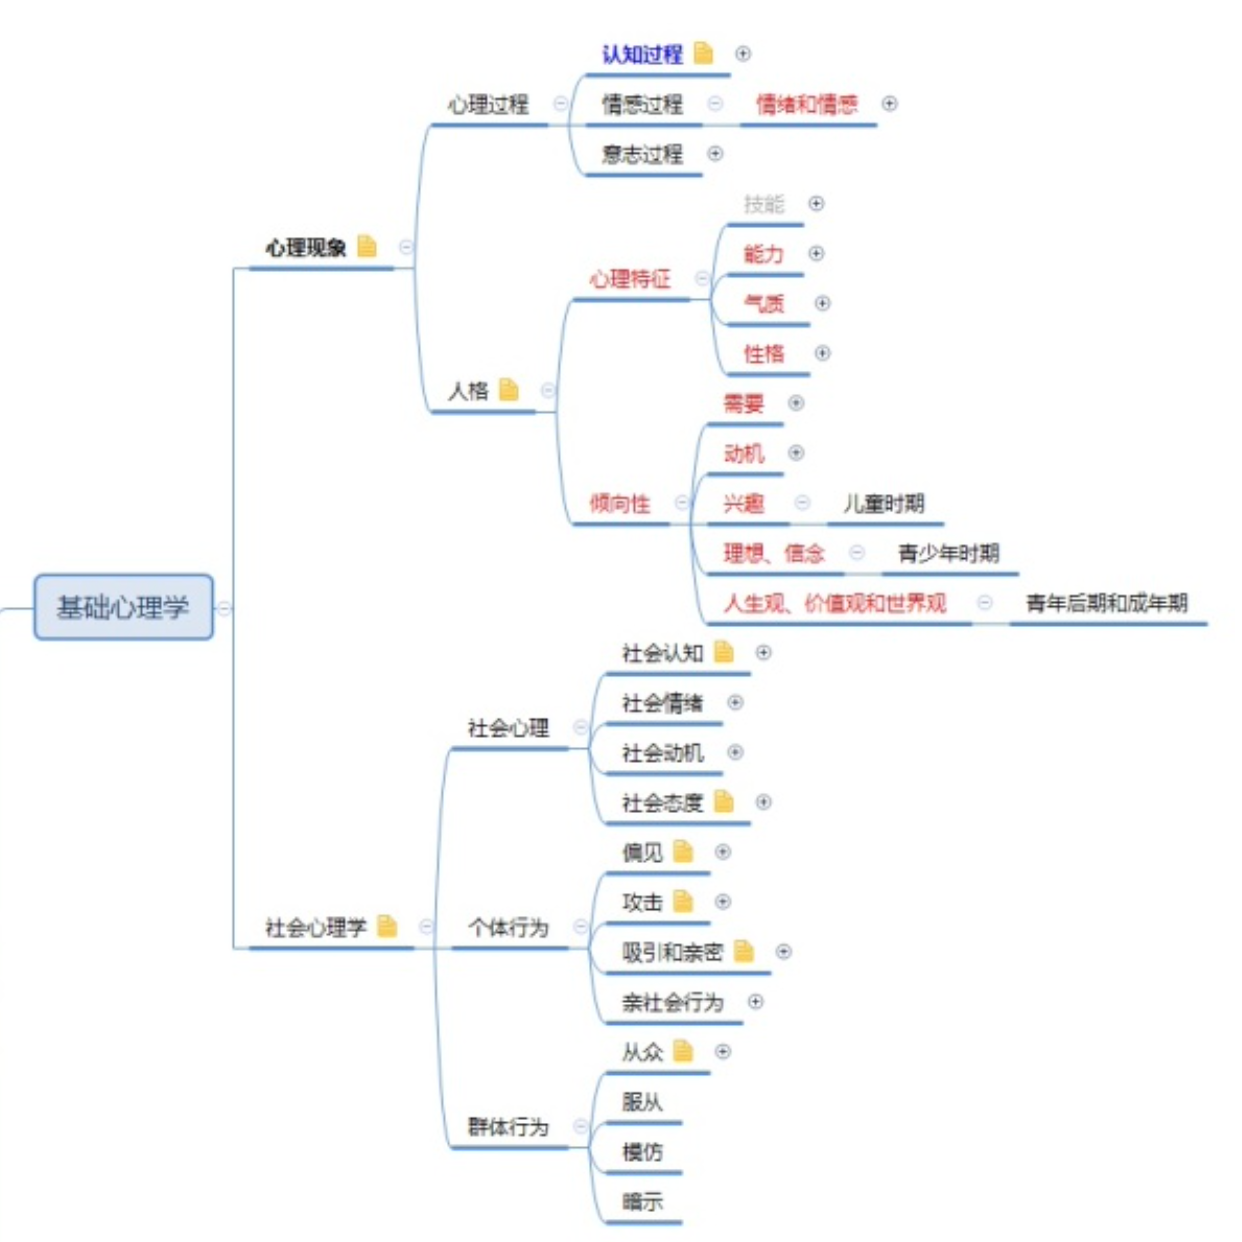 认知过程
心理过程
情感过程
情绪和情感
意志过程
技能
心理现象
能力
心理特征
气质
性格
人格
需要
动机
倾向性
兴趣
儿童时期
理想、信念
青少年时期
基础心理学
人生观、价值观和世界观
青年后期和成年期
社会认知
社会情绪
社会心理
社会动机
社会态度
偏见
攻击
社会心理学
个体行为
吸引和亲密
亲社会行为
从众
服从
群体行为
模仿
暗示